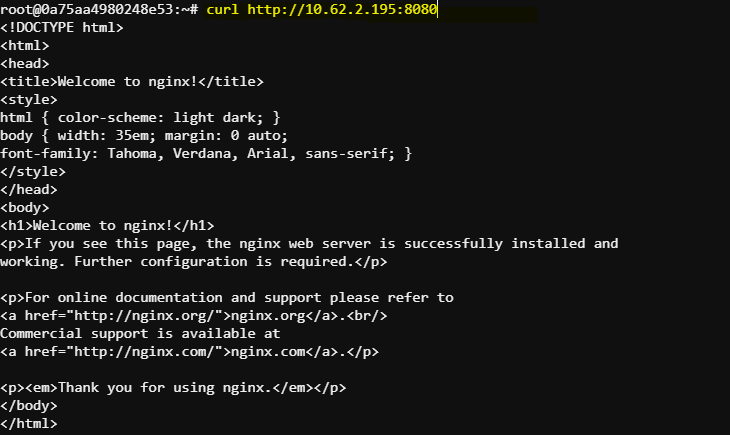 root@0a75aa4980248e53:~# curl http://10.62.2.195:8080
<!DOCTYPE html>
<html>
<head>
<title>Welcome to nginx!</title>
<style>
html { color-scheme: light dark; }
body { width: 35em; margin: 0 auto;
font-family: Tahoma, Verdana, Arial, sans-serif; }
</style>
</head>
<body>
<h1>Welcome to nginx!</h1>
<p>If you see this page, the nginx web server is successfully installed and
working. Further configuration is required.</p>

<p>For online documentation and support please refer to
<a href="http://nginx.org/">nginx.org</a>.<br/>
Commercial support is available at
<a href="http://nginx.com/">nginx.com</a>.</p>

<p><em>Thank you for using nginx.</em></p>
</body>
</html>